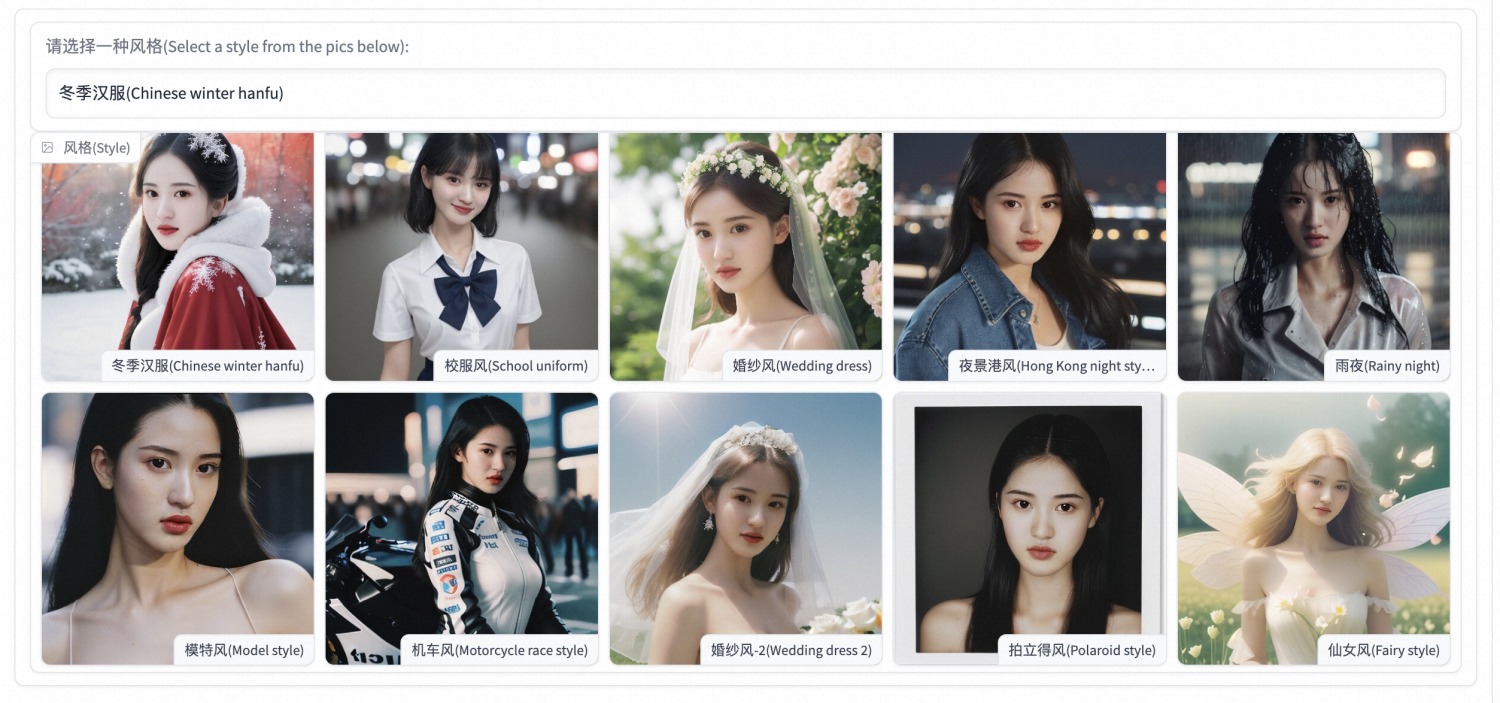 请选择一种风格(Select a style from the pics below):
冬季汉服(Chinese winter hanfu)
风格(Style)
冬季汉服(Chinese winter hanfu)
校服风(School uniform)
婚纱风(Wedding dress)
夜景港风(Hong Kong night sty…
雨夜(Rainy night)
模特风(Model style)
机车风(Motorcycle race style)
婚纱风-2(Wedding dress 2)
拍立得风(Polaroid style)
仙女风(Fairy style)